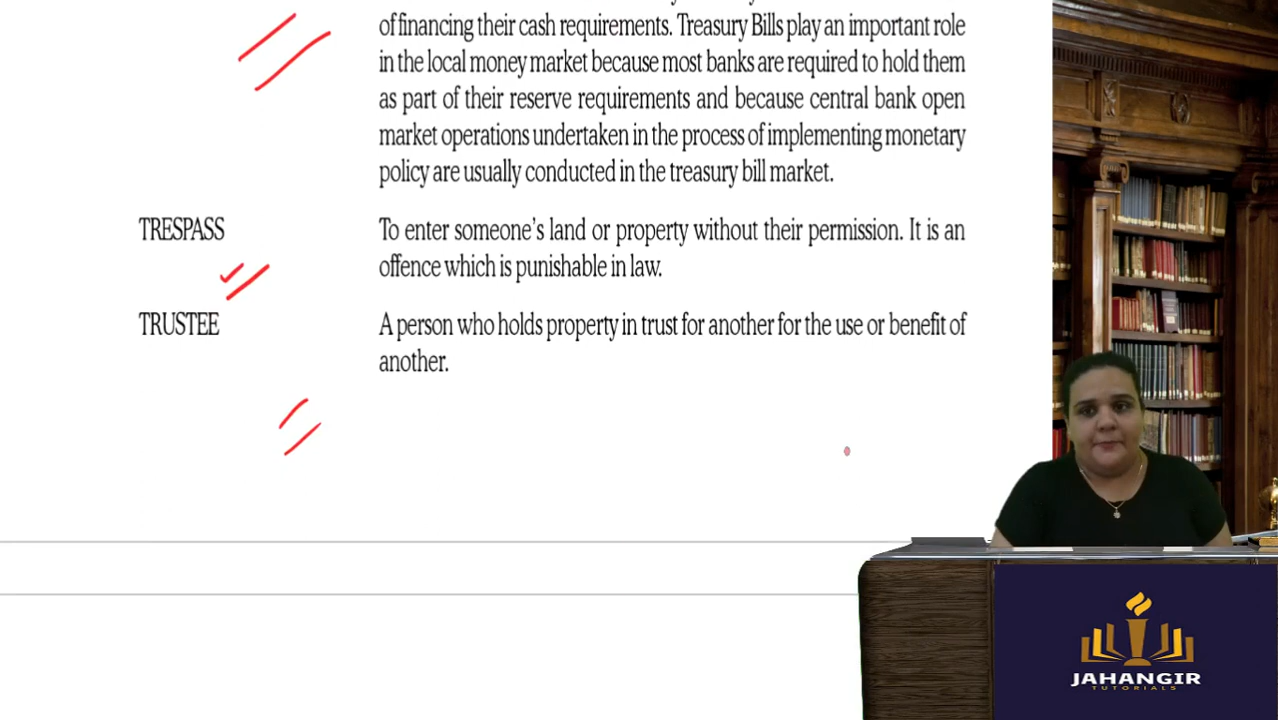 of financing their cash requirements. Treasury Bills play an important role
in the local money market because most banks are required to hold them
as part of their reserve requirements and because central bank open
market operations undertaken in the process of implementing monetary
policy are usually conducted in the treasury bill market.
TRESPASS
To enter someone's land or property without their permission. It is an
offence which is punishable in law.
TRUSTEE
A person who holds property in trust for another for the use or benefit of
another.
JAHANGIR
TUTORIALS